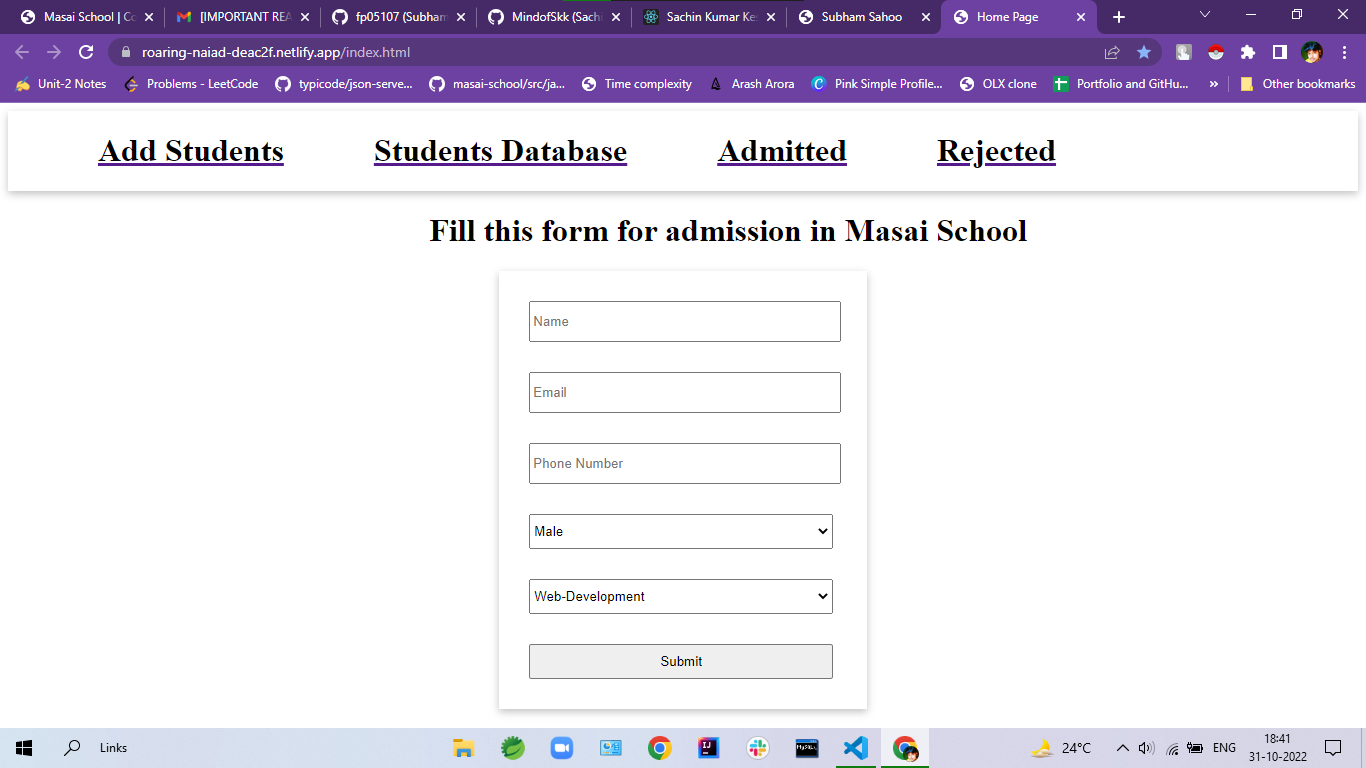 Masai School | Co
[IMPORTANT REA
fp05107 (Subham
MindofSkk (Sach
Sachin Kumar Kes
Subham Sahoo
Home Page
roaring-naiad-deac2f.netlify.app/index.html
Unit-2 Notes
Problems - LeetCode
typicode/json-serve...
masai-school/src/ja...
Time complexity
Arash Arora
Pink Simple Profile...
OLX clone
Portfolio and GitHu...
Other bookmarks
Add Students
Students Database
Admitted
Rejected
Fill this form for admission in Masai School
Name
Email
Phone Number
Male
Web-Development
Submit
Links
24°C
ENG
18:41
31-10-2022